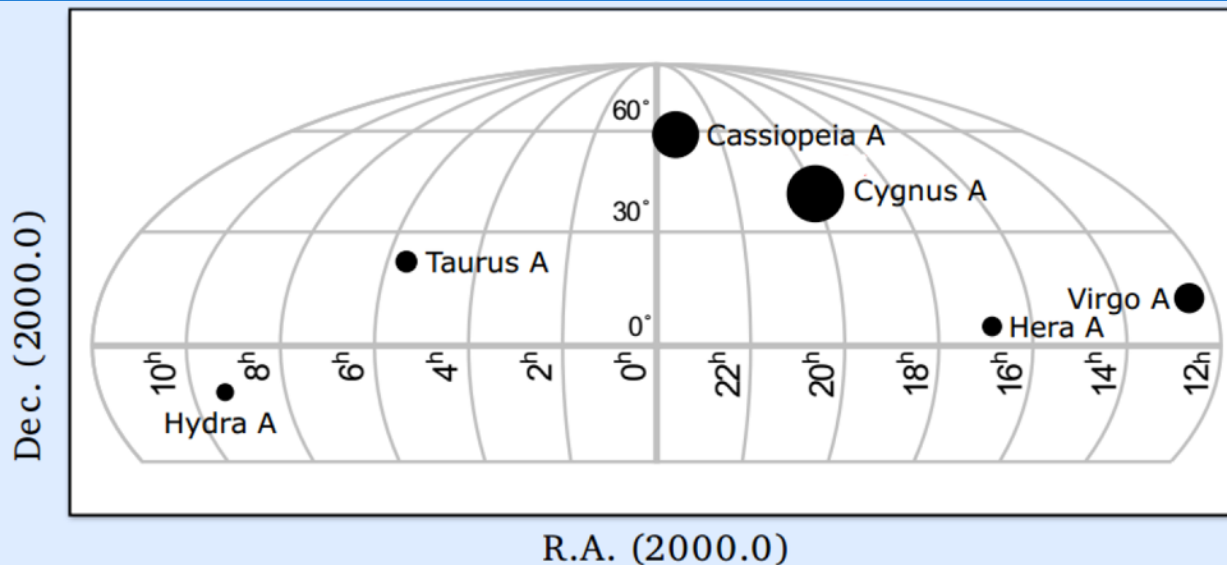 60°
Cassiopeia A
Cygnus A
30°
Taurus A
Virgo A
0°
Hera A
10ʰ 8ʰ 6ʰ 4ʰ 2ʰ 0ʰ 22ʰ 20ʰ 18ʰ 16ʰ 14ʰ 12ʰ
Hydra A
Dec. (2000.0)
R.A. (2000.0)